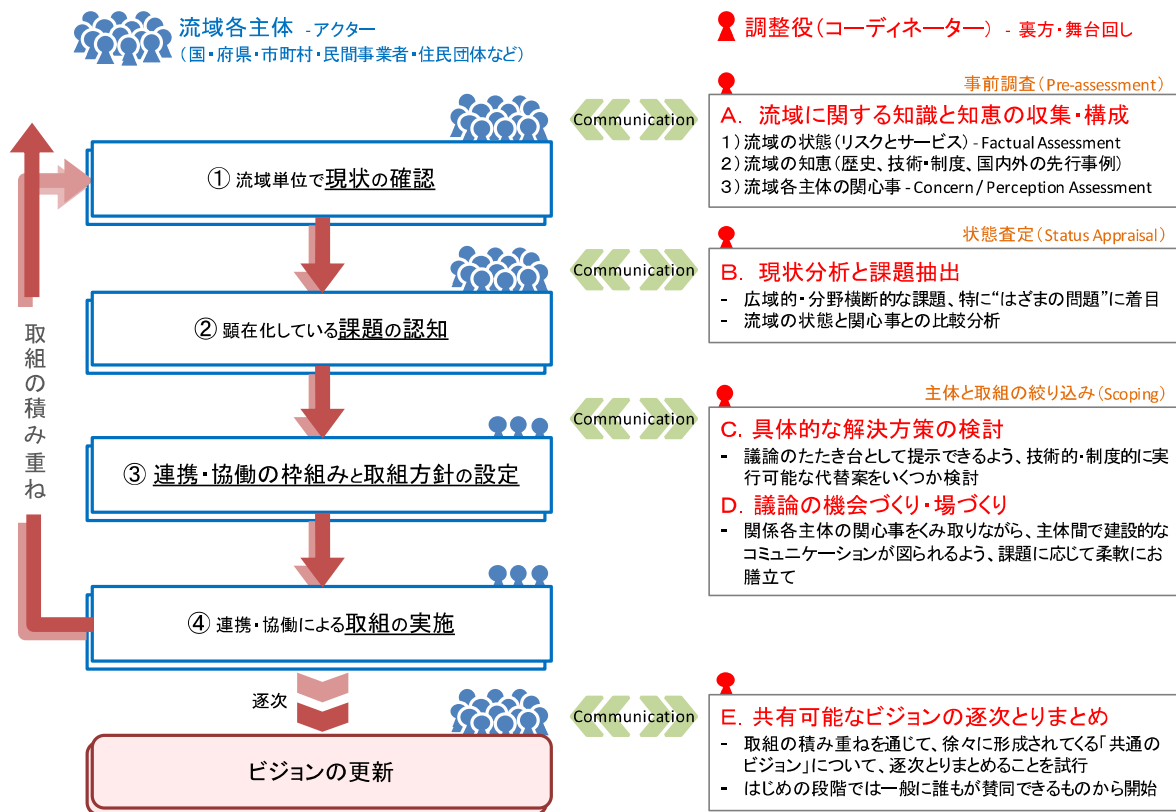 流域各主体 - アクター
(国・府県・市町村・民間事業者・住民団体など)
調整役(コーディネーター) - 裏方・舞台回し
事前調査(Pre-assessment)
Communication
A. 流域に関する知識と知恵の収集・構成
1)流域の状態(リスクとサービス) - Factual Assessment
2)流域の知恵(歴史、技術・制度、国内外の先行事例)
3)流域各主体の関心事 - Concern / Perception Assessment
① 流域単位で現状の確認
状態査定(Status Appraisal)
Communication
B. 現状分析と課題抽出
- 広域的・分野横断的な課題、特に“はざまの問題”に着目
- 流域の状態と関心事との比較分析
② 顕在化している課題の認知
取組の積み重ね
主体と取組の絞り込み(Scoping)
Communication
C. 具体的な解決方策の検討
- 議論のたたき台として提示できるよう、技術的・制度的に実
行可能な代替案をいくつか検討
D. 議論の機会づくり・場づくり
- 関係各主体の関心事をくみ取りながら、主体間で建設的な
コミュニケーションが図られるよう、課題に応じて柔軟にお
膳立て
③ 連携・協働の枠組みと取組方針の設定
④ 連携・協働による取組の実施
逐次
Communication
E. 共有可能なビジョンの逐次とりまとめ
- 取組の積み重ねを通じて、徐々に形成されてくる「共通の
ビジョン」について、逐次とりまとめることを試行
- はじめの段階では一般に誰もが賛同できるものから開始
ビジョンの更新